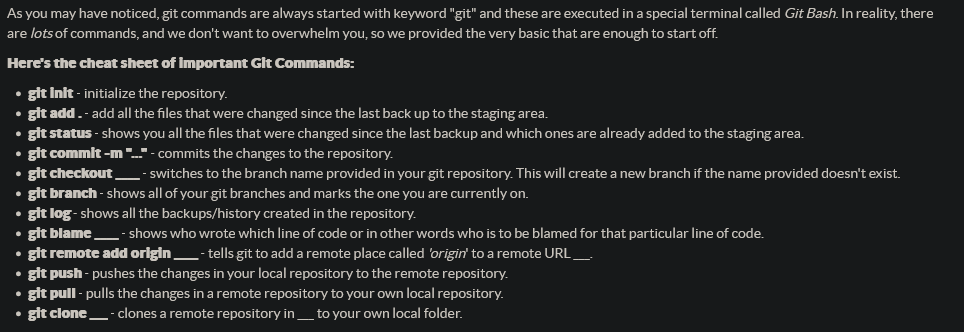 As you may have noticed, git commands are always started with keyword "git" and these are executed in a special terminal called Git Bash. In reality, there
are lots of commands, and we don't want to overwhelm you, so we provided the very basic that are enough to start off.
Here's the cheat sheet of important Git Commands:
• git init - initialize the repository.
• git add . - add all the files that were changed since the last back up to the staging area.
• git status - shows you all the files that were changed since the last backup and which ones are already added to the staging area.
• git commit -m "..." - commits the changes to the repository.
• git checkout ____ - switches to the branch name provided in your git repository. This will create a new branch if the name provided doesn't exist.
• git branch - shows all of your git branches and marks the one you are currently on.
• git log - shows all the backups/history created in the repository.
• git blame ____ - shows who wrote which line of code or in other words who is to be blamed for that particular line of code.
• git remote add origin ____ - tells git to add a remote place called 'origin' to a remote URL ___.
• git push - pushes the changes in your local repository to the remote repository.
• git pull - pulls the changes in a remote repository to your own local repository.
• git clone ___ - clones a remote repository in ___ to your own local folder.